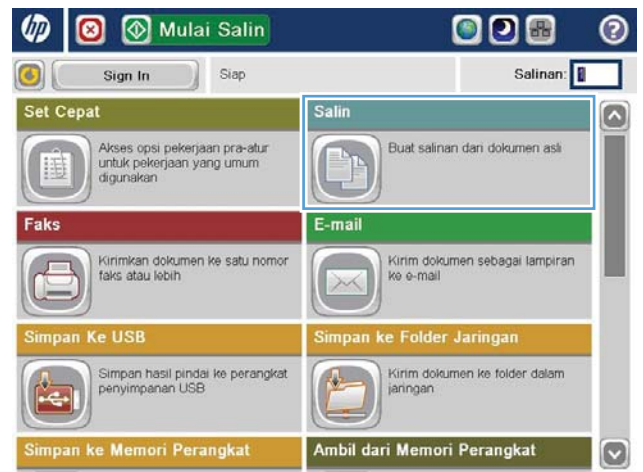 hp
Mulai Salin
?
Sign In
Siap
Salinan: 1
Set Cepat
Akses opsi pekerjaan pra-atur
untuk pekerjaan yang umum
digunakan
Salin
Buat salinan dari dokumen asli
Faks
Kirimkan dokumen ke satu nomor
faks atau lebih
E-mail
Kirim dokumen sebagai lampiran
ke e-mail
Simpan Ke USB
Simpan hasil pindai ke perangkat
penyimpanan USB
Simpan ke Folder Jaringan
Kirim dokumen ke folder dalam
jaringan
Simpan ke Memori Perangkat
Ambil dari Memori Perangkat